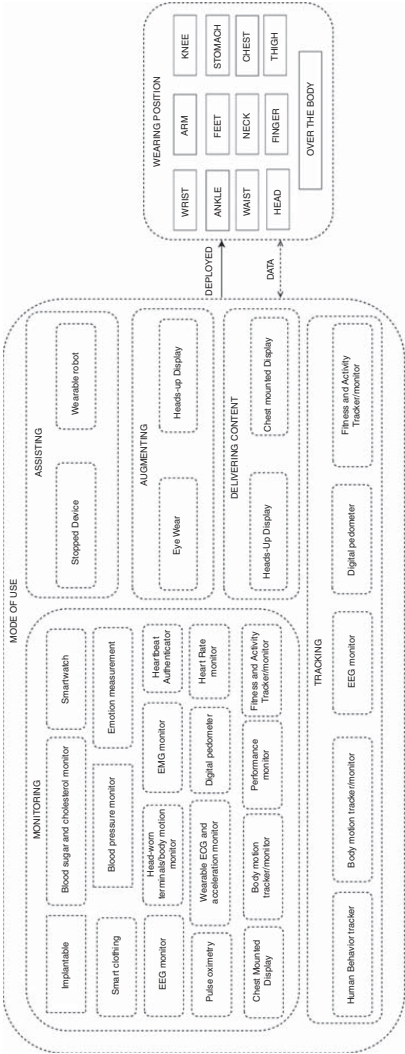 MODE OF USE
MONITORING
Implantable
Blood sugar and cholesterol monitor
Smartwatch
Smart clothing
Blood pressure monitor
Emotion measurement
EEG monitor
Head-worn
terminals/body motion
monitor
EMG monitor
Heartbeat
Authenticator
Pulse oximetry
Wearable ECG and
acceleration monitor
Digital pedometer
Heart Rate
monitor
Chest Mounted
Display
Body motion
tracker/monitor
Performance
monitor
Fitness and Activity
Tracker/monitor
ASSISTING
Stopped Device
Wearable robot
AUGMENTING
Eye Wear
Heads-up Display
DELIVERING CONTENT
Heads-Up Display
Chest mounted Display
TRACKING
Human Behavior tracker
Body motion tracker/monitor
EEG monitor
Digital pedometer
Fitness and Activity
Tracker/monitor
DEPLOYED
DATA
WEARING POSITION
WRIST
ARM
KNEE
ANKLE
FEET
STOMACH
WAIST
NECK
CHEST
HEAD
FINGER
THIGH
OVER THE BODY